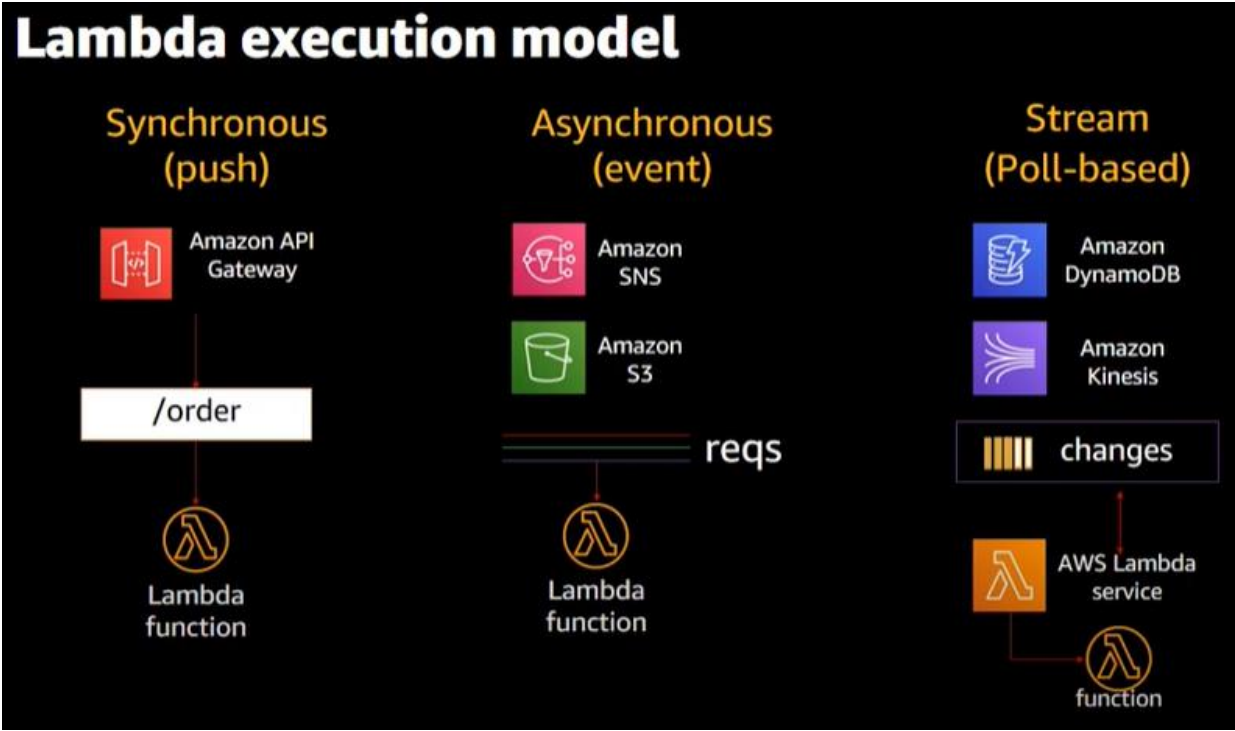 Lambda execution model
Synchronous
(push)
Amazon API
Gateway
/order
Lambda
function
Asynchronous
(event)
Amazon
SNS
Amazon
S3
reqs
Lambda
function
Stream
(Poll-based)
Amazon
DynamoDB
Amazon
Kinesis
changes
AWS Lambda
service
function